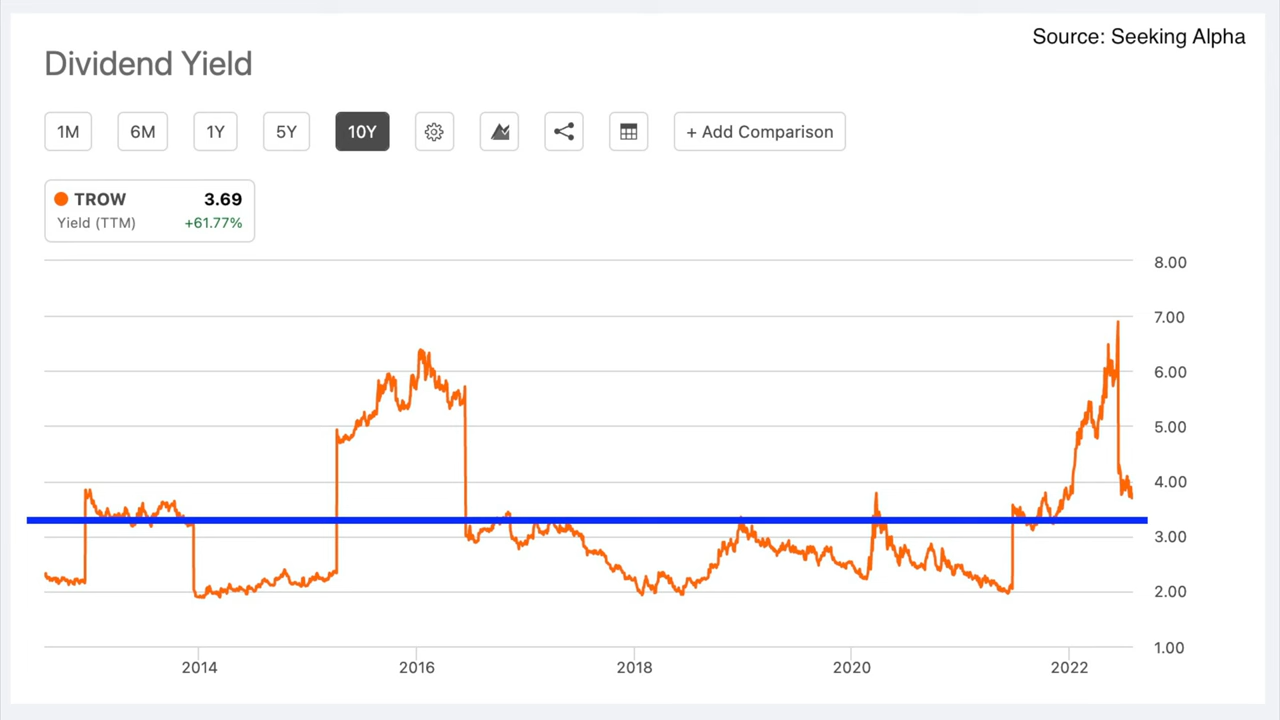 Source: Seeking Alpha
Dividend Yield
1M 6M 1Y 5Y 10Y + Add Comparison
TROW 3.69
Yield (TTM) +61.77%
8.00
7.00
6.00
5.00
4.00
3.00
2.00
1.00
2014 2016 2018 2020 2022